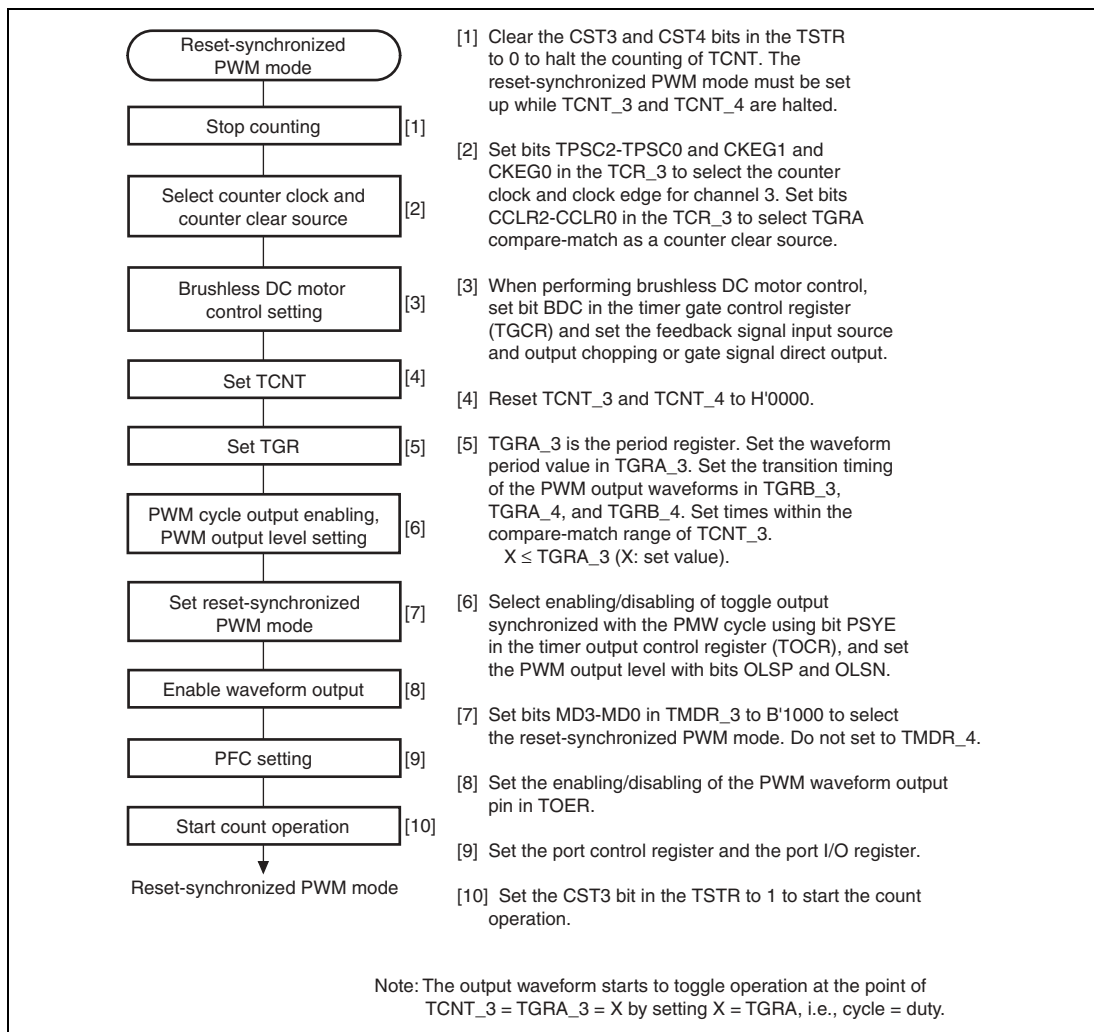 Reset-synchronized
PWM mode
Stop counting
[1]
Select counter clock and
counter clear source
[2]
Brushless DC motor
control setting
[3]
Set TCNT
[4]
Set TGR
[5]
PWM cycle output enabling,
PWM output level setting
[6]
Set reset-synchronized
PWM mode
[7]
Enable waveform output
[8]
PFC setting
[9]
Start count operation
[10]
Reset-synchronized PWM mode
[1] Clear the CST3 and CST4 bits in the TSTR
to 0 to halt the counting of TCNT. The
reset-synchronized PWM mode must be set
up while TCNT_3 and TCNT_4 are halted.
[2] Set bits TPSC2-TPSC0 and CKEG1 and
CKEG0 in the TCR_3 to select the counter
clock and clock edge for channel 3. Set bits
CCLR2-CCLR0 in the TCR_3 to select TGRA
compare-match as a counter clear source.
[3] When performing brushless DC motor control,
set bit BDC in the timer gate control register
(TGCR) and set the feedback signal input source
and output chopping or gate signal direct output.
[4] Reset TCNT_3 and TCNT_4 to H'0000.
[5] TGRA_3 is the period register. Set the waveform
period value in TGRA_3. Set the transition timing
of the PWM output waveforms in TGRB_3,
TGRA_4, and TGRB_4. Set times within the
compare-match range of TCNT_3.
X ≤ TGRA_3 (X: set value).
[6] Select enabling/disabling of toggle output
synchronized with the PMW cycle using bit PSYE
in the timer output control register (TOCR), and set
the PWM output level with bits OLSP and OLSN.
[7] Set bits MD3-MD0 in TMDR_3 to B'1000 to select
the reset-synchronized PWM mode. Do not set to TMDR_4.
[8] Set the enabling/disabling of the PWM waveform output
pin in TOER.
[9] Set the port control register and the port I/O register.
[10] Set the CST3 bit in the TSTR to 1 to start the count
operation.
Note: The output waveform starts to toggle operation at the point of
TCNT_3 = TGRA_3 = X by setting X = TGRA, i.e., cycle = duty.